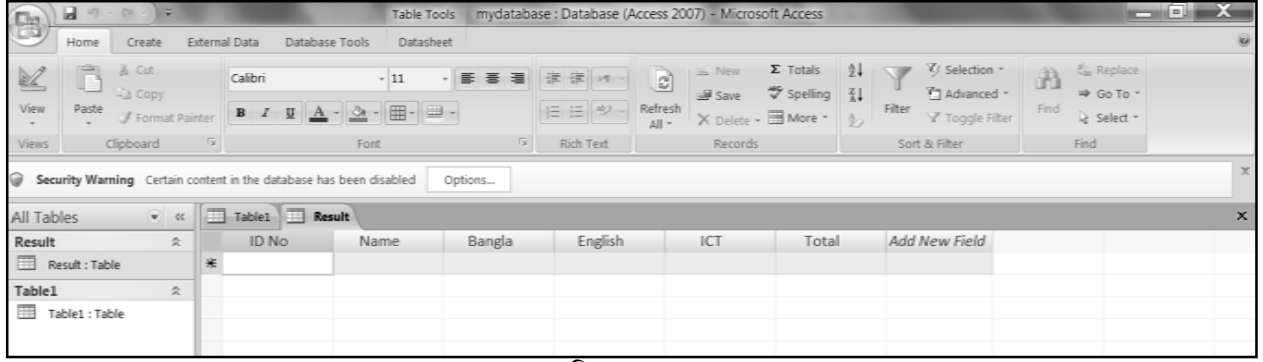 Table Tools mydatabase : Database (Access 2007) - Microsoft Access
Home Create External Data Database Tools Datasheet
Cut
Copy
Format Painter
View
Paste
Views
Clipboard
Calibri 11
B I U A
Font
Rich Text
Refresh All
New
Save
Delete
Σ Totals
Spelling
More
Records
Filter
Selection
Advanced
Toggle Filter
Sort & Filter
Find
Replace
Go To
Select
Find
Security Warning Certain content in the database has been disabled Options...
All Tables
Table1 Result
Result
Result : Table
Table1
Table1 : Table
ID No Name Bangla English ICT Total Add New Field